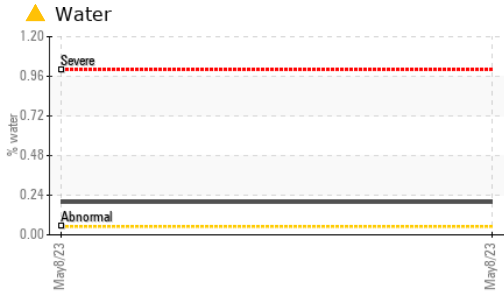 Water
1.20
0.96
0.72
0.48
0.24
0.00
% water
Severe
Abnormal
May8/23
May8/23